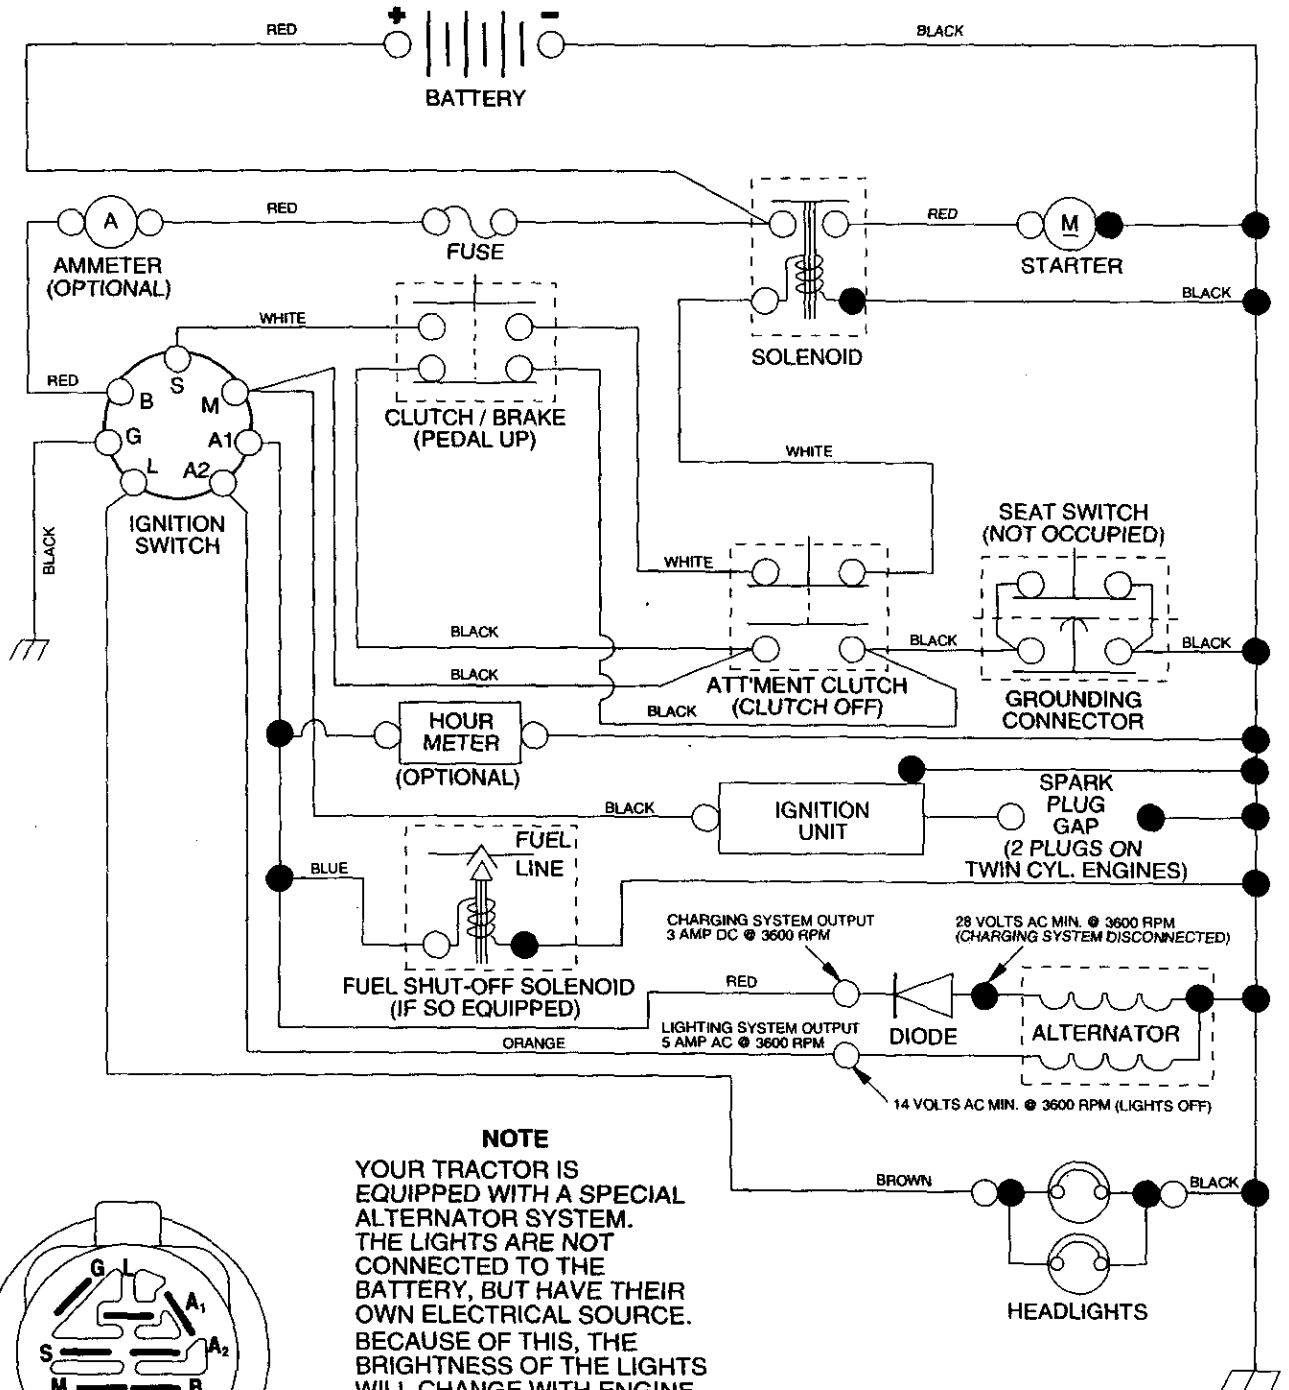 + -
RED
BLACK
BATTERY
A
RED
FUSE
RED
M
AMMETER
(OPTIONAL)
STARTER
BLACK
WHITE
SOLENOID
RED
S
B
M
G
A1
L
A2
CLUTCH / BRAKE
(PEDAL UP)
WHITE
IGNITION
SWITCH
BLACK
SEAT SWITCH
(NOT OCCUPIED)
WHITE
BLACK
BLACK
BLACK
BLACK
ATT'MENT CLUTCH
(CLUTCH OFF)
BLACK
GROUNDING
CONNECTOR
HOUR
METER
(OPTIONAL)
BLACK
IGNITION
UNIT
SPARK
PLUG
GAP
(2 PLUGS ON
TWIN CYL. ENGINES)
FUEL
LINE
BLUE
CHARGING SYSTEM OUTPUT
3 AMP DC @ 3600 RPM
28 VOLTS AC MIN. @ 3600 RPM
(CHARGING SYSTEM DISCONNECTED)
FUEL SHUT-OFF SOLENOID
(IF SO EQUIPPED)
RED
LIGHTING SYSTEM OUTPUT
5 AMP AC @ 3600 RPM
DIODE
ALTERNATOR
ORANGE
14 VOLTS AC MIN. @ 3600 RPM (LIGHTS OFF)
NOTE
YOUR TRACTOR IS
EQUIPPED WITH A SPECIAL
ALTERNATOR SYSTEM.
THE LIGHTS ARE NOT
CONNECTED TO THE
BATTERY, BUT HAVE THEIR
OWN ELECTRICAL SOURCE.
BECAUSE OF THIS, THE
BRIGHTNESS OF THE LIGHTS
WILL CHANGE WITH ENGINE
BROWN
BLACK
HEADLIGHTS
G L
A1
A2
S
M B